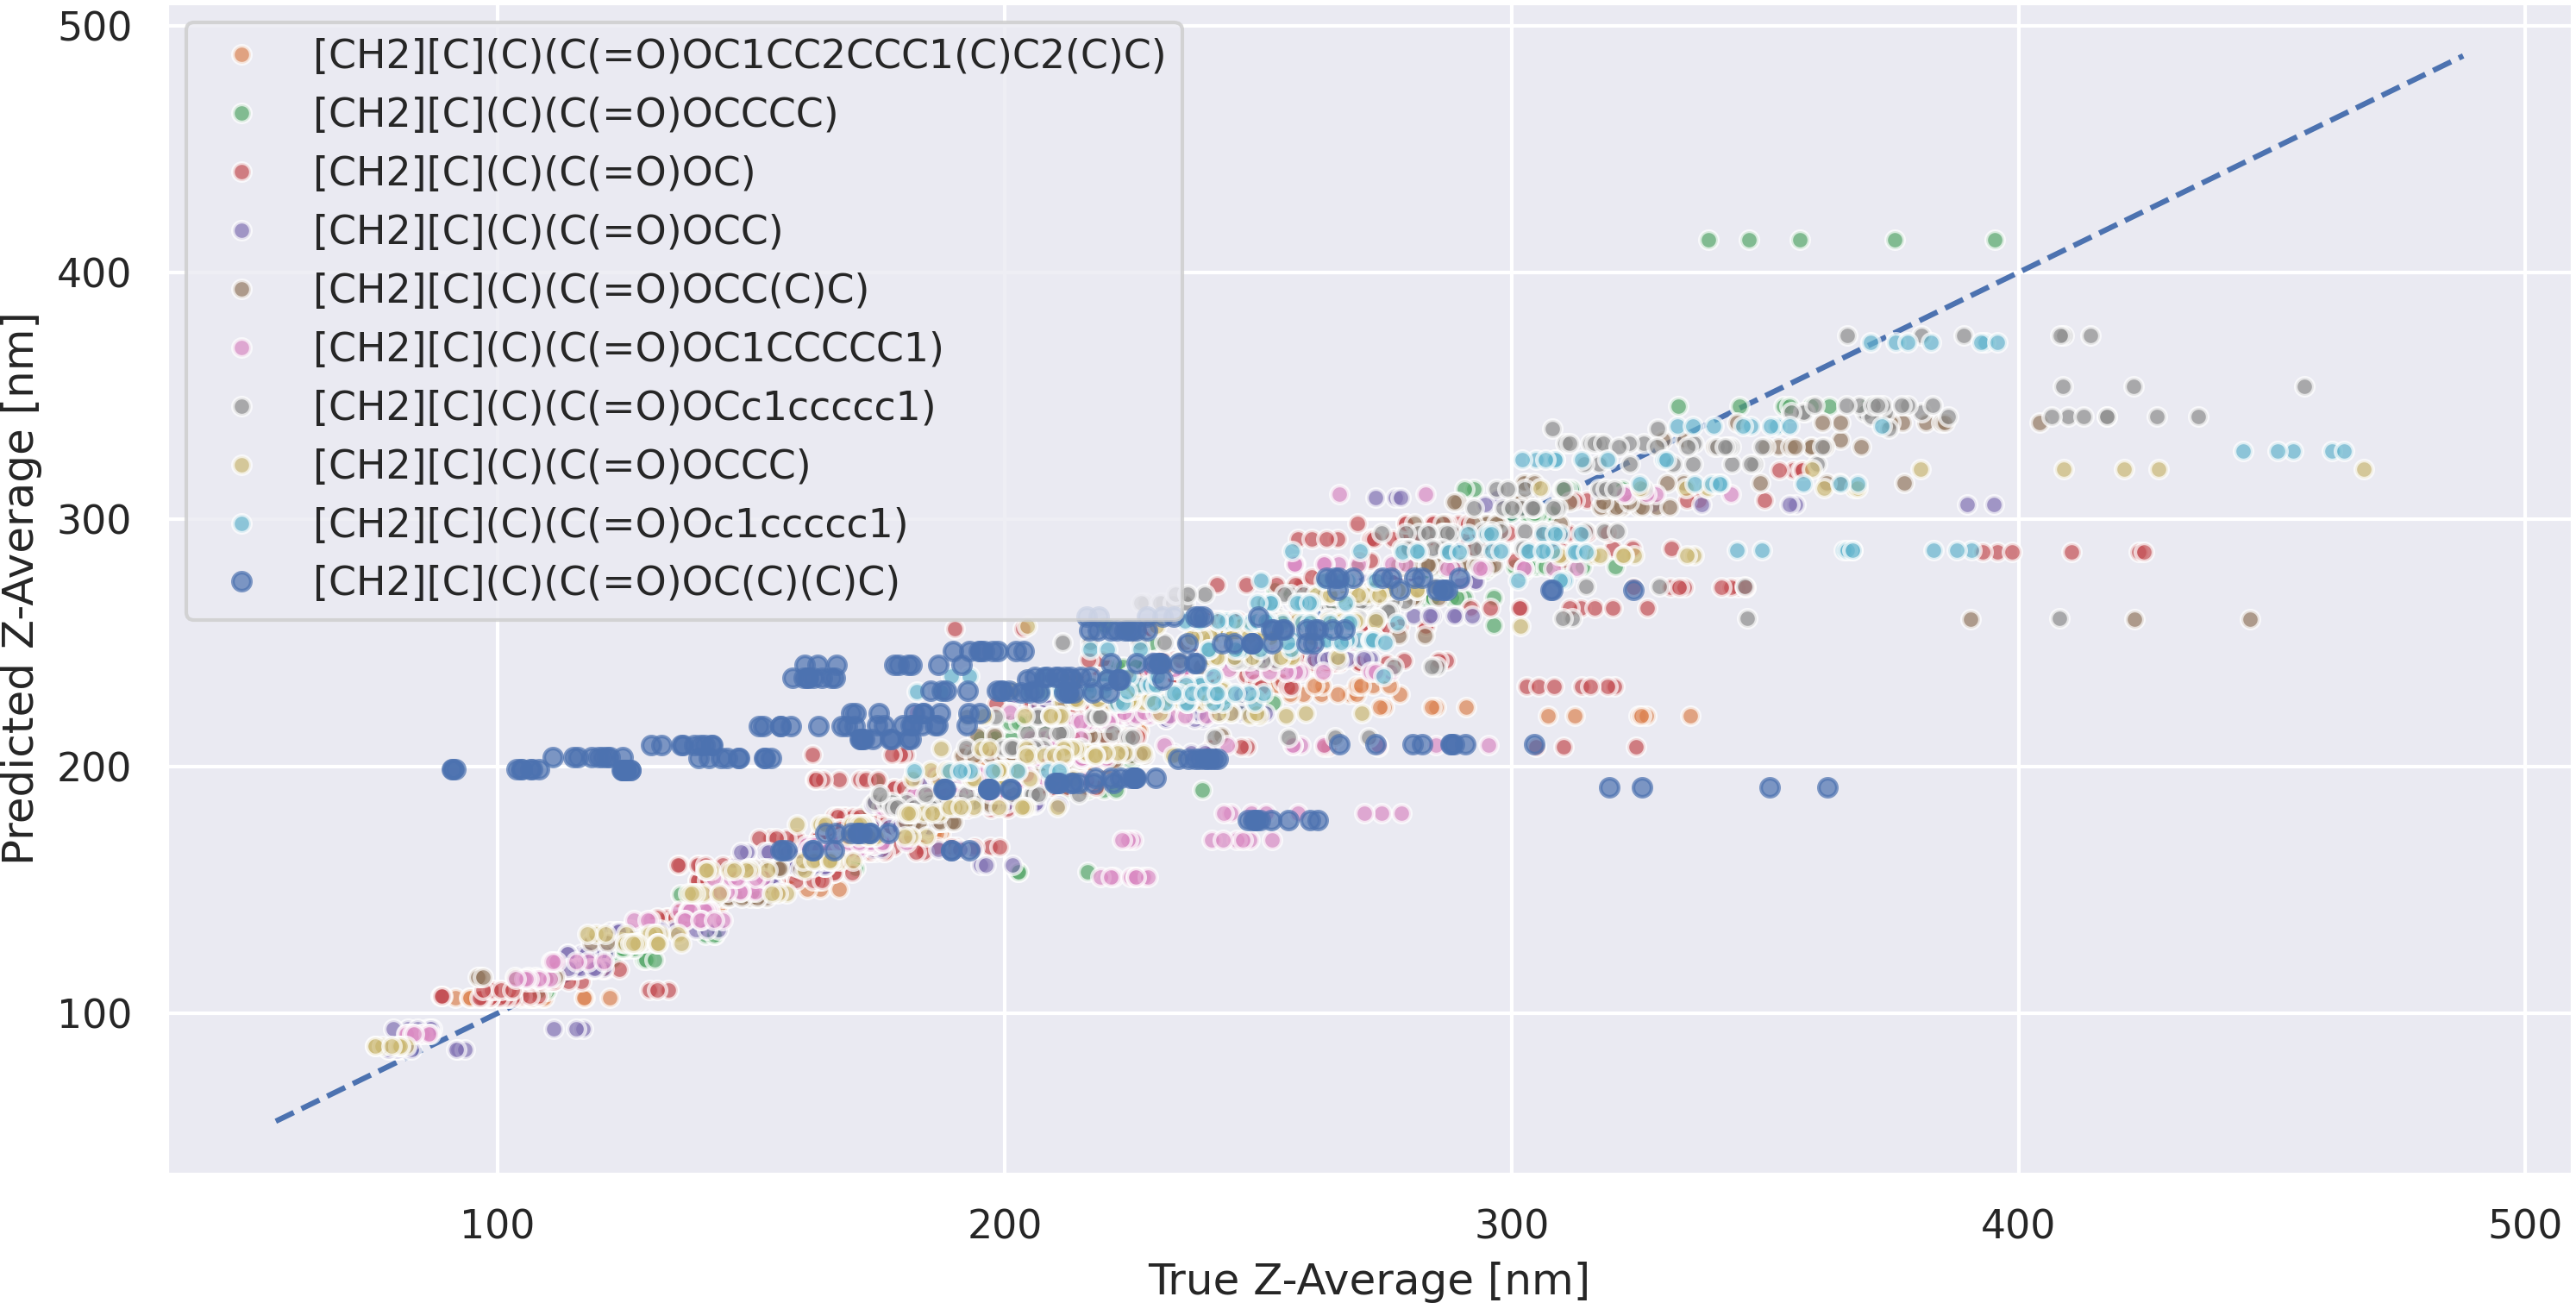 500
400
300
200
100
Predicted Z-Average [nm]
[CH2][C](C)(C(=O)OC1CC2CCC1(C)C2(C)C)
[CH2][C](C)(C(=O)OCCCC)
[CH2][C](C)(C(=O)OC)
[CH2][C](C)(C(=O)OCC)
[CH2][C](C)(C(=O)OCC(C)C)
[CH2][C](C)(C(=O)OC1CCCCC1)
[CH2][C](C)(C(=O)OCc1ccccc1)
[CH2][C](C)(C(=O)OCCC)
[CH2][C](C)(C(=O)Oc1ccccc1)
[CH2][C](C)(C(=O)OC(C)(C)C)
100 200 300 400 500
True Z-Average [nm]